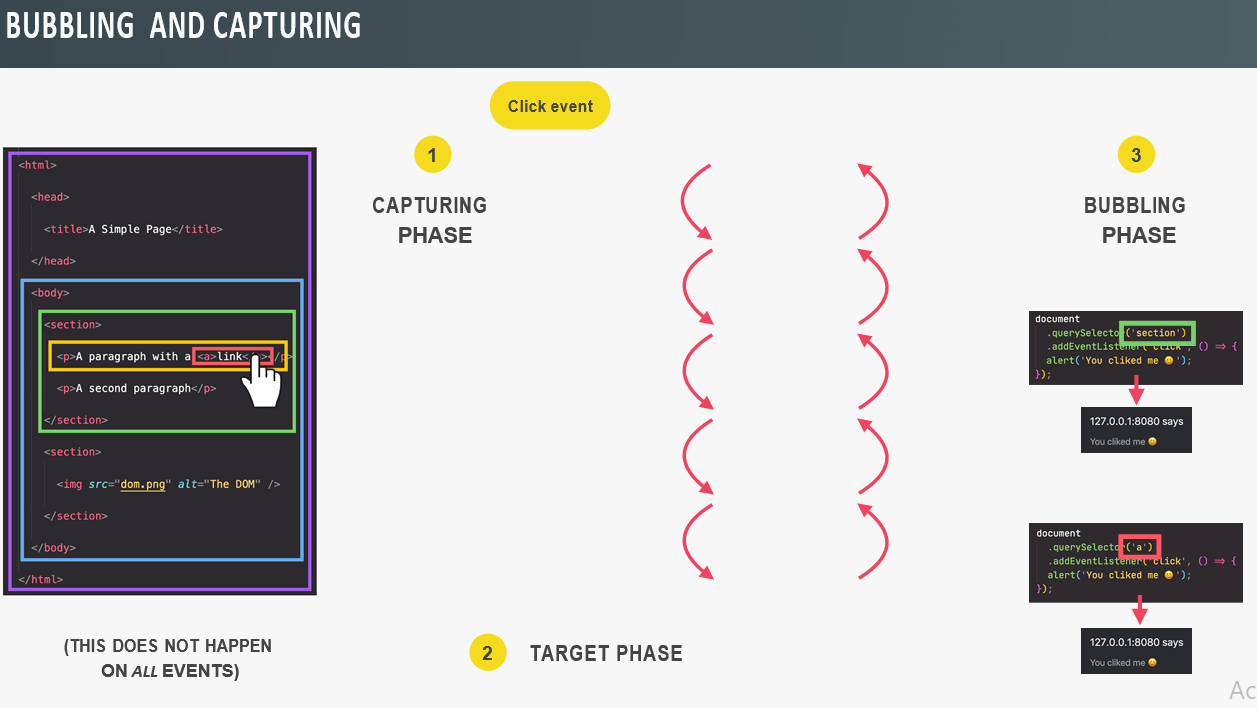 BUBBLING AND CAPTURING
Click event
1
CAPTURING
PHASE
3
BUBBLING
PHASE
<html>
<head>
<title>A Simple Page</title>
</head>
<body>
<section>
<p>A paragraph with a <a>link</a></p>
<p>A second paragraph</p>
</section>
<section>
<img src="dom.png" alt="The DOM" />
</section>
</body>
</html>
(THIS DOES NOT HAPPEN
ON ALL EVENTS)
2
TARGET PHASE
document
.querySelector('section')
.addEventListener('click', () => {
alert('You cliked me 😀');
});
127.0.0.1:8080 says
You cliked me 😀
document
.querySelector('a')
.addEventListener('click', () => {
alert('You cliked me 😀');
});
127.0.0.1:8080 says
You cliked me 😀
Ac